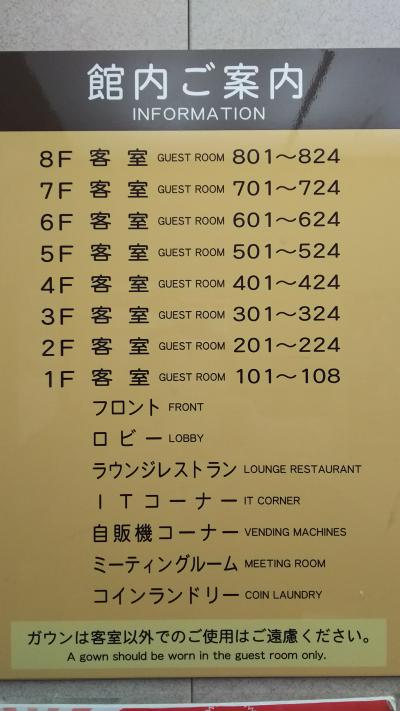 館内ご案内
INFORMATION
8F 客室 GUEST ROOM 801～824
7F 客室 GUEST ROOM 701～724
6F 客室 GUEST ROOM 601～624
5F 客室 GUEST ROOM 501～524
4F 客室 GUEST ROOM 401～424
3F 客室 GUEST ROOM 301～324
2F 客室 GUEST ROOM 201～224
1F 客室 GUEST ROOM 101～108
フロント FRONT
ロビー LOBBY
ラウンジレストラン LOUNGE RESTAURANT
ITコーナー IT CORNER
自販機コーナー VENDING MACHINES
ミーティングルーム MEETING ROOM
コインランドリー COIN LAUNDRY
ガウンは客室以外でのご使用はご遠慮ください。
A gown should be worn in the guest room only.